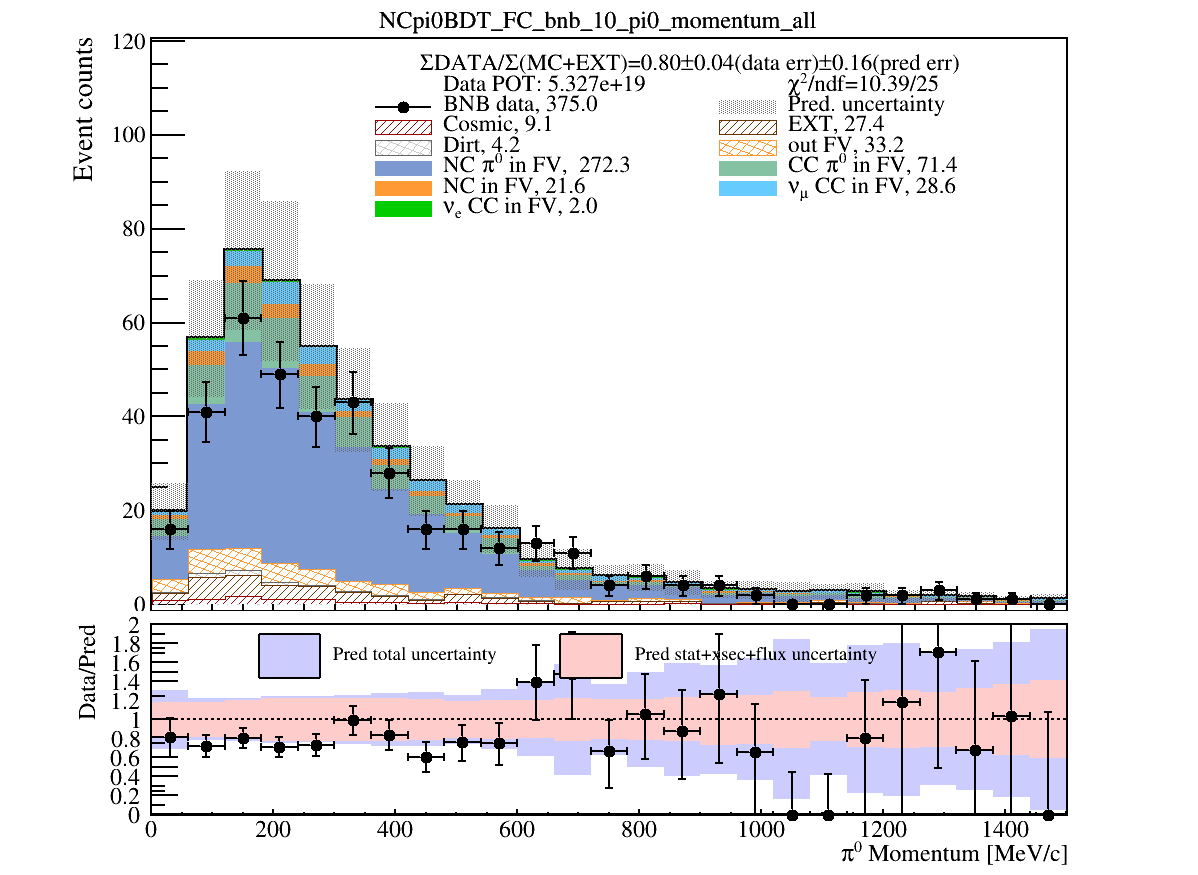 NCpi0BDT_FC_bnb_10_pi0_momentum_all
ΣDATA/Σ(MC+EXT)=0.80±0.04(data err)±0.16(pred err)
Data POT: 5.327e+19 χ²/ndf=10.39/25
BNB data, 375.0 Pred. uncertainty
Cosmic, 9.1 EXT, 27.4
Dirt, 4.2 out FV, 33.2
NC π⁰ in FV, 272.3 CC π⁰ in FV, 71.4
NC in FV, 21.6 νμ CC in FV, 28.6
νe CC in FV, 2.0
Event counts
120
100
80
60
40
20
0
Data/Pred
2
1.8
1.6
1.4
1.2
1
0.8
0.6
0.4
0.2
0
Pred total uncertainty Pred stat+xsec+flux uncertainty
0 200 400 600 800 1000 1200 1400
π⁰ Momentum [MeV/c]